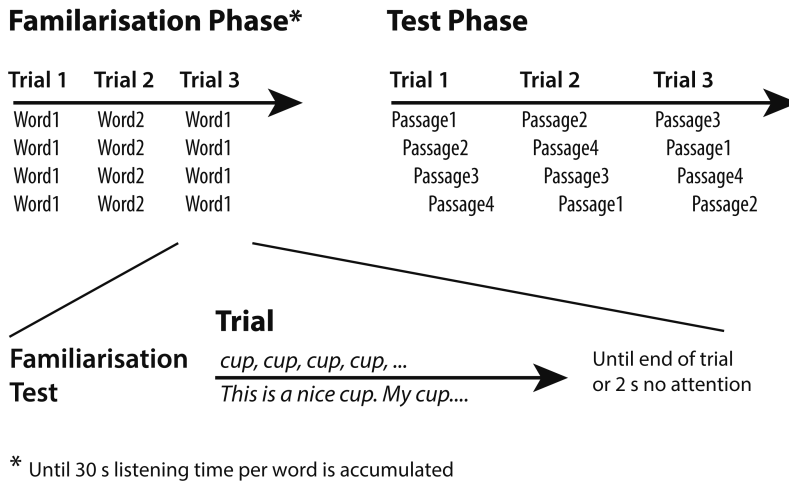 Familarisation Phase*
Test Phase
Trial 1 Trial 2 Trial 3
Trial 1 Trial 2 Trial 3
Word1 Word2 Word1
Word1 Word2 Word1
Word1 Word2 Word1
Word1 Word2 Word1
Passage1 Passage2 Passage3
Passage2 Passage4 Passage1
Passage3 Passage3 Passage4
Passage4 Passage1 Passage2
Trial
Familiarisation
Test
cup, cup, cup, cup, ...
This is a nice cup. My cup....
Until end of trial
or 2 s no attention
* Until 30 s listening time per word is accumulated